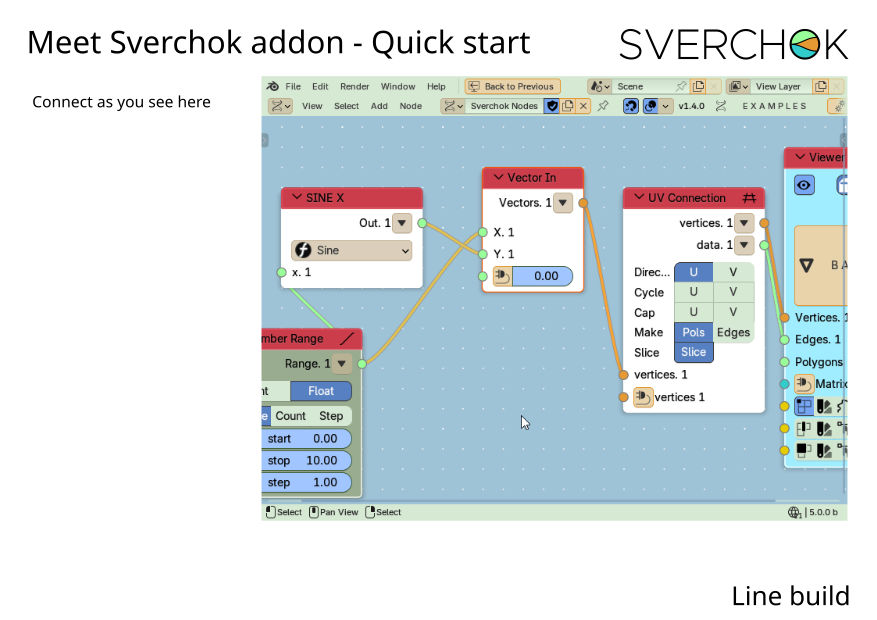 Meet Sverchok addon - Quick start
SVERCHOK
Connect as you see here
File Edit Render Window Help Back to Previous Scene View Layer
View Select Add Node Sverchok Nodes v1.4.0 EXAMPLES
Viewer
Vector In
SINE X
UV Connection
Vectors. 1
Out. 1
vertices. 1
X. 1
data. 1
Sine
Y. 1
x. 1
0.00
Direc... U V
Cycle U V
Cap U V
Vertices. 1
Make Pols Edges
mber Range
Edges. 1
Slice Slice
Range. 1
Polygons
vertices. 1
Matrix
Float
vertices 1
Count Step
start 0.00
stop 10.00
step 1.00
Select Pan View Select 5.0.0 b
Line build